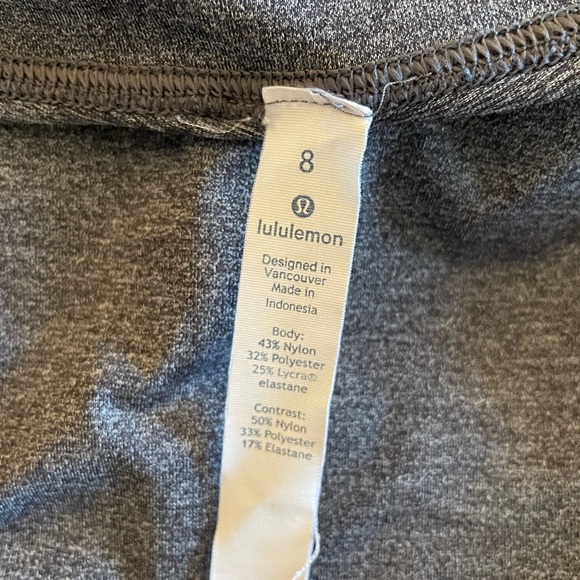 8
lululemon
Designed in
Vancouver
Made in
Indonesia
Body:
43% Nylon
32% Polyester
25% Lycra®
elastane
Contrast:
50% Nylon
33% Polyester
17% Elastane